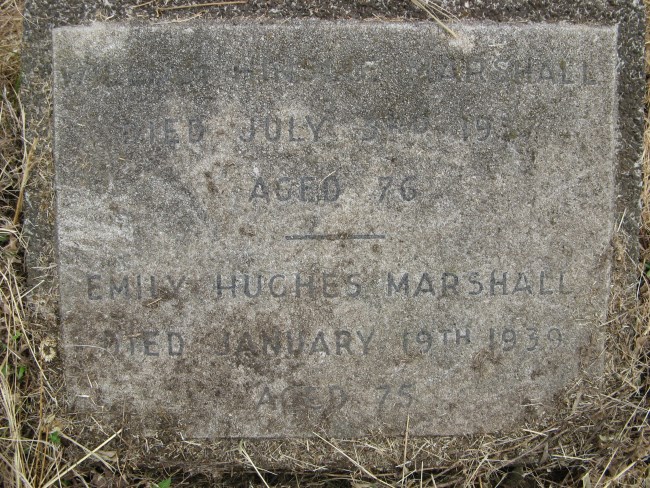 MARSHALL
DIED JULY
AGED 76
EMILY HUGHES MARSHALL
DIED JANUARY 19TH 1939
AGED 75